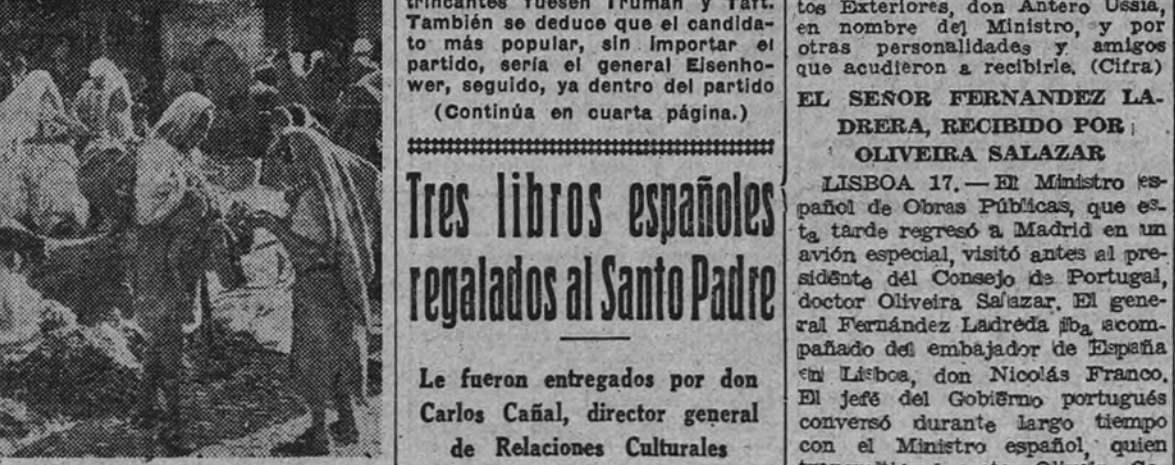 trincantes fuesen Truman y Taft.
También se deduce que el candida-
to más popular, sin importar el
partido, sería el general Eisenho-
wer, seguido, ya dentro del partido
(Continúa en cuarta página.)
Tres libros españoles
regalados al Santo Padre
Le fueron entregados por don
Carlos Cañal, director general
de Relaciones Culturales
tos Exteriores, don Antero Ussía,
en nombre del Ministro, y por
otras personalidades y amigos
que acudieron a recibirle. (Cifra)
EL SEÑOR FERNANDEZ LA-
DRERA, RECIBIDO POR
OLIVEIRA SALAZAR
LISBOA 17.—El Ministro es-
pañol de Obras Públicas, que es-
ta tarde regresó a Madrid en un
avión especial, visitó antes al pre-
sidente del Consejo de Portugal,
doctor Oliveira Salazar. El gene-
ral Fernández Ladreda iba acom-
pañado del embajador de España
en Lisboa, don Nicolás Franco.
El jefe del Gobierno portugués
conversó durante largo tiempo
con el Ministro español, quien